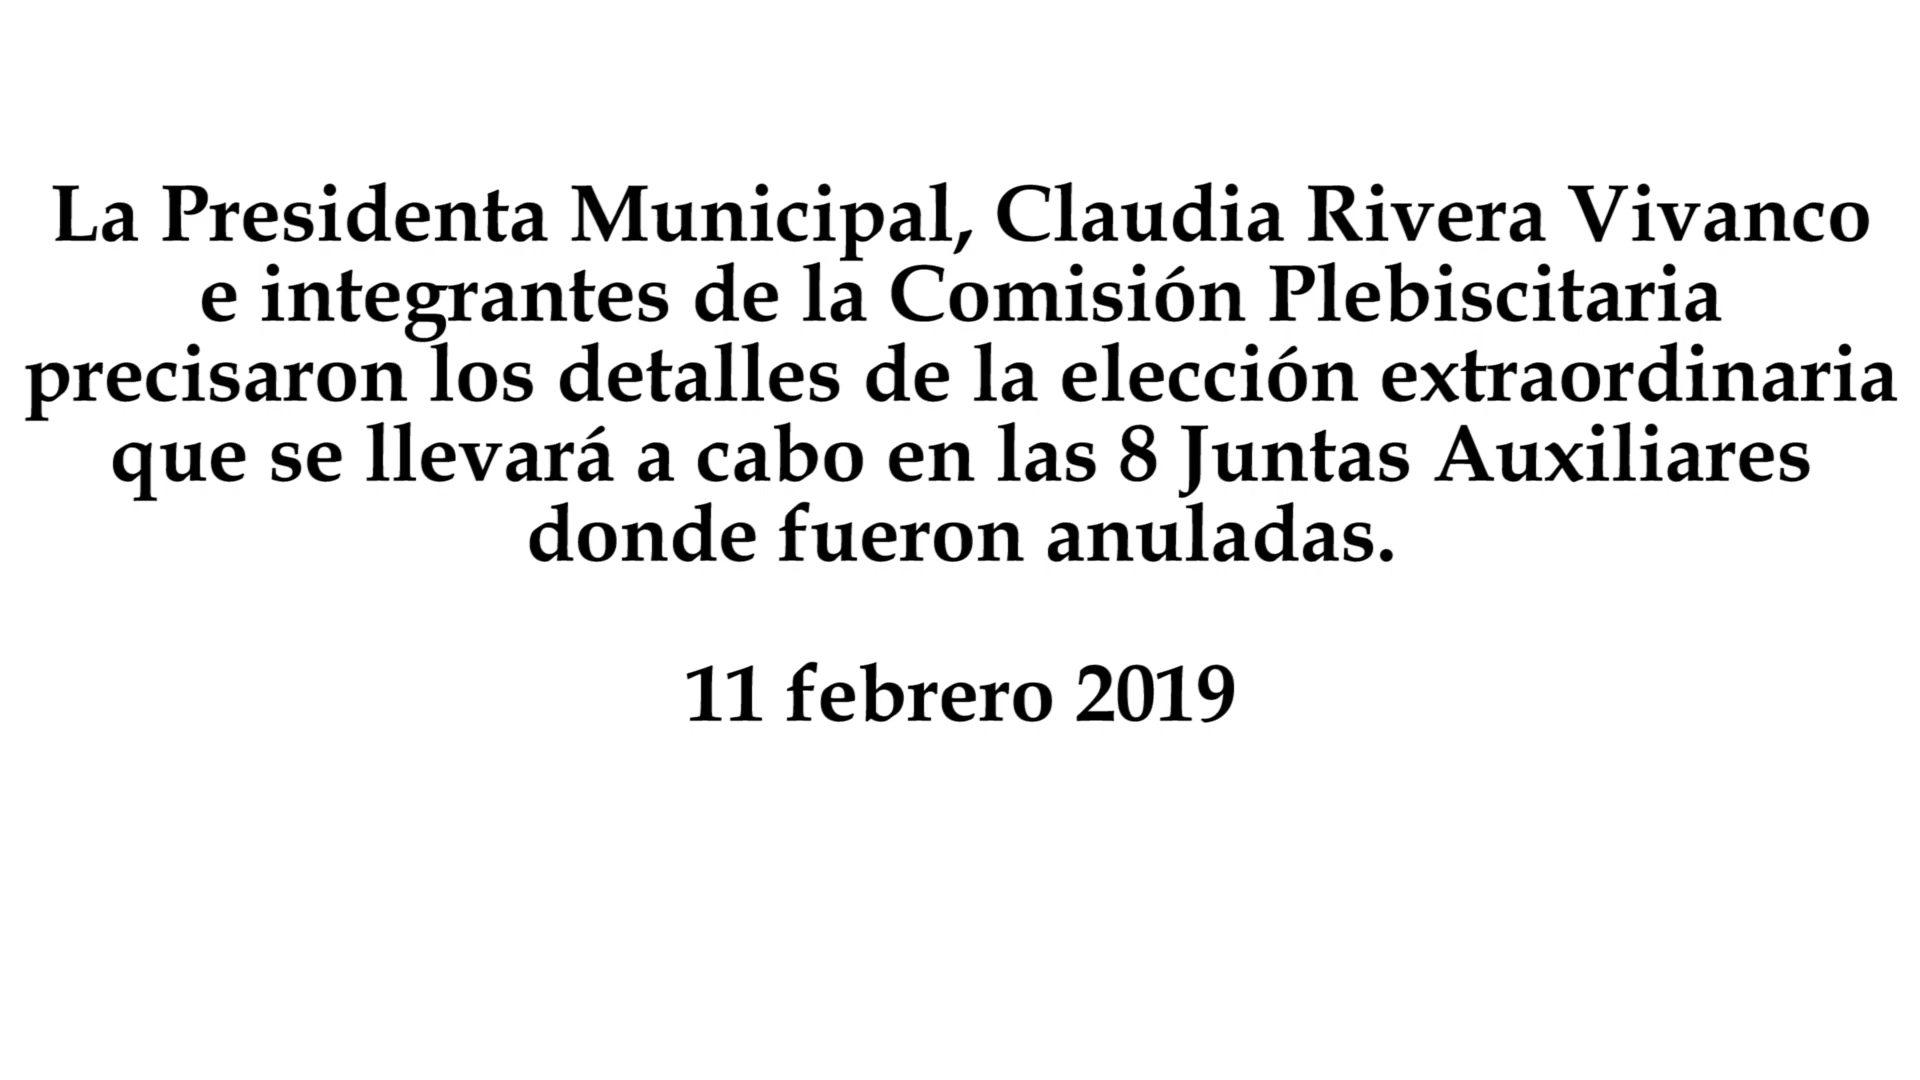 La Presidenta Municipal, Claudia Rivera Vivanco
e integrantes de la Comisión Plebiscitaria
precisaron los detalles de la elección extraordinaria
que se llevará a cabo en las 8 Juntas Auxiliares
donde fueron anuladas.
11 febrero 2019